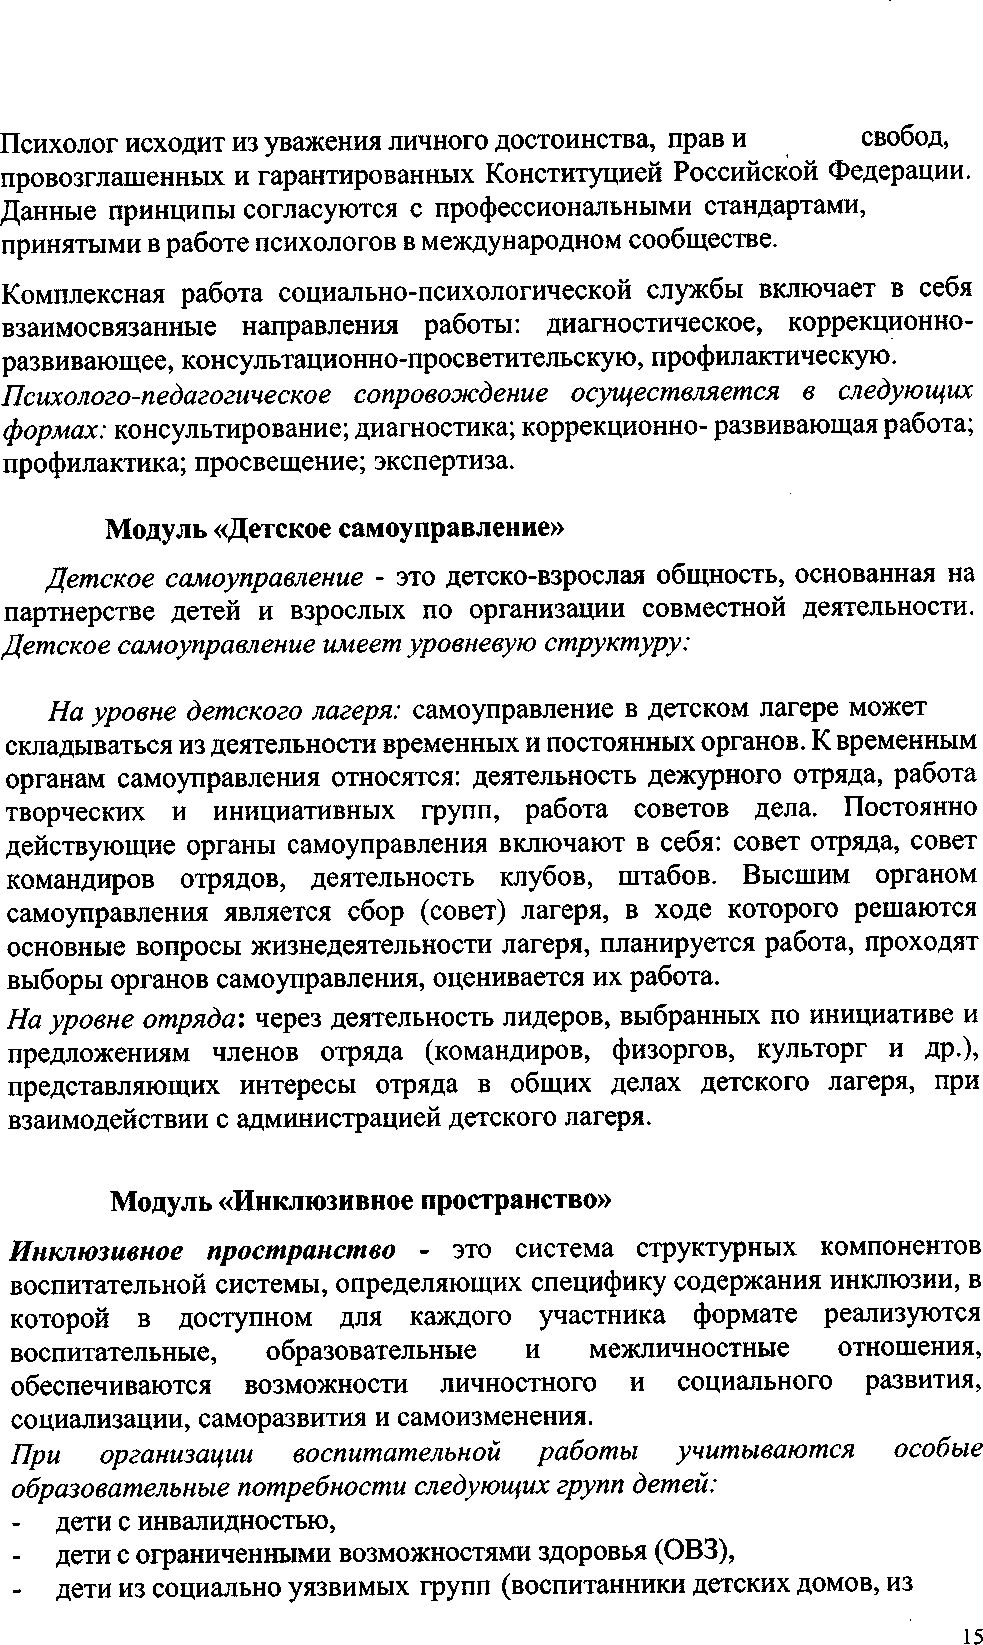 Психолог исходит из уважения личного достоинства, прав и свобод,
провозглашенных и гарантированных Конституцией Российской Федерации.
Данные принципы согласуются с профессиональными стандартами,
принятыми в работе психологов в международном сообществе.
Комплексная работа социально-психологической службы включает в себя
взаимосвязанные направления работы: диагностическое, коррекционно-
развивающее, консультационно-просветительскую, профилактическую.
Психолого-педагогическое сопровождение осуществляется в следующих
формах: консультирование; диагностика; коррекционно- развивающая работа;
профилактика; просвещение; экспертиза.
Модуль «Детское самоуправление»
Детское самоуправление - это детско-взрослая общность, основанная на
партнерстве детей и взрослых по организации совместной деятельности.
Детское самоуправление имеет уровневую структуру:
На уровне детского лагеря: самоуправление в детском лагере может
складываться из деятельности временных и постоянных органов. К временным
органам самоуправления относятся: деятельность дежурного отряда, работа
творческих и инициативных групп, работа советов дела. Постоянно
действующие органы самоуправления включают в себя: совет отряда, совет
командиров отрядов, деятельность клубов, штабов. Высшим органом
самоуправления является сбор (совет) лагеря, в ходе которого решаются
основные вопросы жизнедеятельности лагеря, планируется работа, проходят
выборы органов самоуправления, оценивается их работа.
На уровне отряда: через деятельность лидеров, выбранных по инициативе и
предложениям членов отряда (командиров, физоргов, культорг и др.),
представляющих интересы отряда в общих делах детского лагеря, при
взаимодействии с администрацией детского лагеря.
Модуль «Инклюзивное пространство»
Инклюзивное пространство - это система структурных компонентов
воспитательной системы, определяющих специфику содержания инклюзии, в
которой в доступном для каждого участника формате реализуются
воспитательные, образовательные и межличностные отношения,
обеспечиваются возможности личностного и социального развития,
социализации, саморазвития и самоизменения.
При организации воспитательной работы учитываются особые
образовательные потребности следующих групп детей:
- дети с инвалидностью,
- дети с ограниченными возможностями здоровья (ОВЗ),
- дети из социально уязвимых групп (воспитанники детских домов, из
15